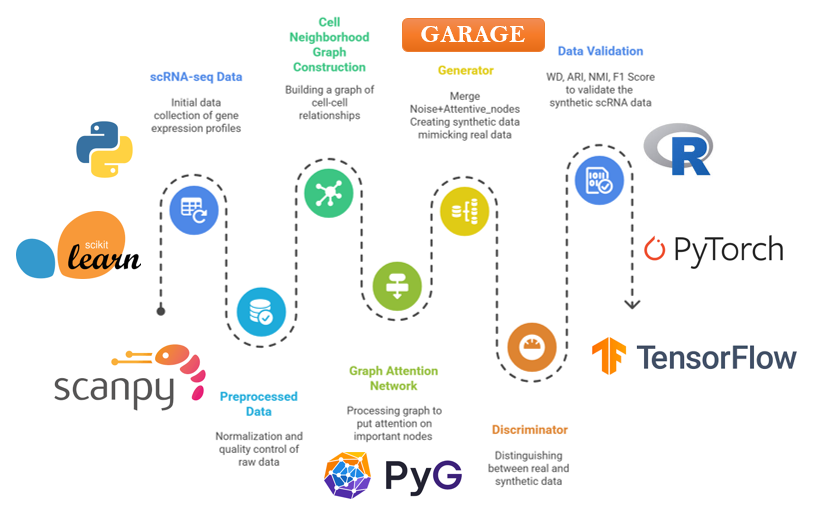 GARAGE
scRNA-seq Data
Initial data
collection of gene
expression profiles
Cell
Neighborhood
Graph
Construction
Building a graph of
cell-cell
relationships
Generator
Merge
Noise+Attentive_nodes
Creating synthetic data
mimicking real data
Data Validation
WD, ARI, NMI, F1 Score
to validate the
synthetic scRNA data
R
scikit
learn
PyTorch
scanpy
TensorFlow
Preprocessed
Data
Normalization and
quality control of
raw data
Graph Attention
Network
Processing graph to
put attention on
important nodes
PyG
Discriminator
Distinguishing
between real and
synthetic data